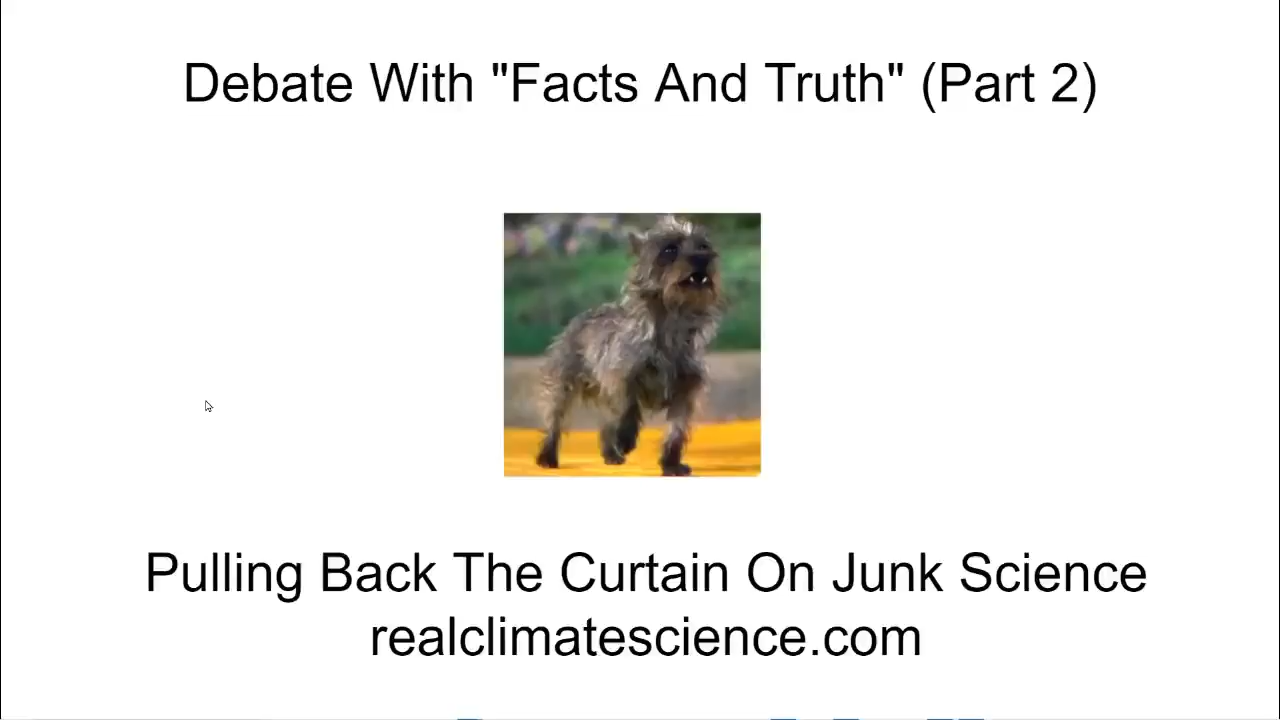 Debate With "Facts And Truth" (Part 2)
Pulling Back The Curtain On Junk Science
realclimatescience.com